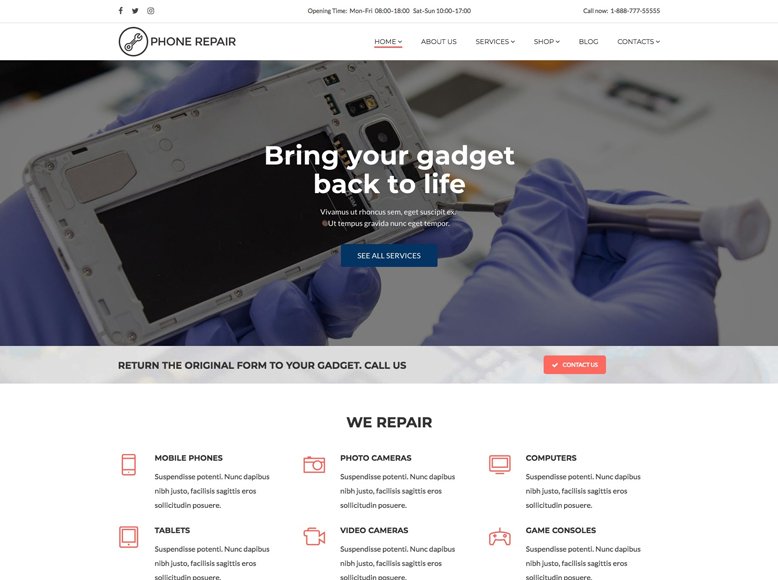 Opening Time: Mon-Fri 08:00–18:00 Sat-Sun 10:00–17:00
Call now: 1-888-777-55555
PHONE REPAIR
HOME
ABOUT US
SERVICES
SHOP
BLOG
CONTACTS
Bring your gadget
back to life
Vivamus ut rhoncus sem, eget suscipit ex.
Ut tempus gravida nunc eget tempor.
SEE ALL SERVICES
RETURN THE ORIGINAL FORM TO YOUR GADGET. CALL US
CONTACT US
WE REPAIR
MOBILE PHONES
Suspendisse potenti. Nunc dapibus
nibh justo, facilisis sagittis eros
sollicitudin posuere.
PHOTO CAMERAS
Suspendisse potenti. Nunc dapibus
nibh justo, facilisis sagittis eros
sollicitudin posuere.
COMPUTERS
Suspendisse potenti. Nunc dapibus
nibh justo, facilisis sagittis eros
sollicitudin posuere.
TABLETS
Suspendisse potenti. Nunc dapibus
nibh justo, facilisis sagittis eros
sollicitudin posuere.
VIDEO CAMERAS
Suspendisse potenti. Nunc dapibus
nibh justo, facilisis sagittis eros
sollicitudin posuere.
GAME CONSOLES
Suspendisse potenti. Nunc dapibus
nibh justo, facilisis sagittis eros
sollicitudin posuere.